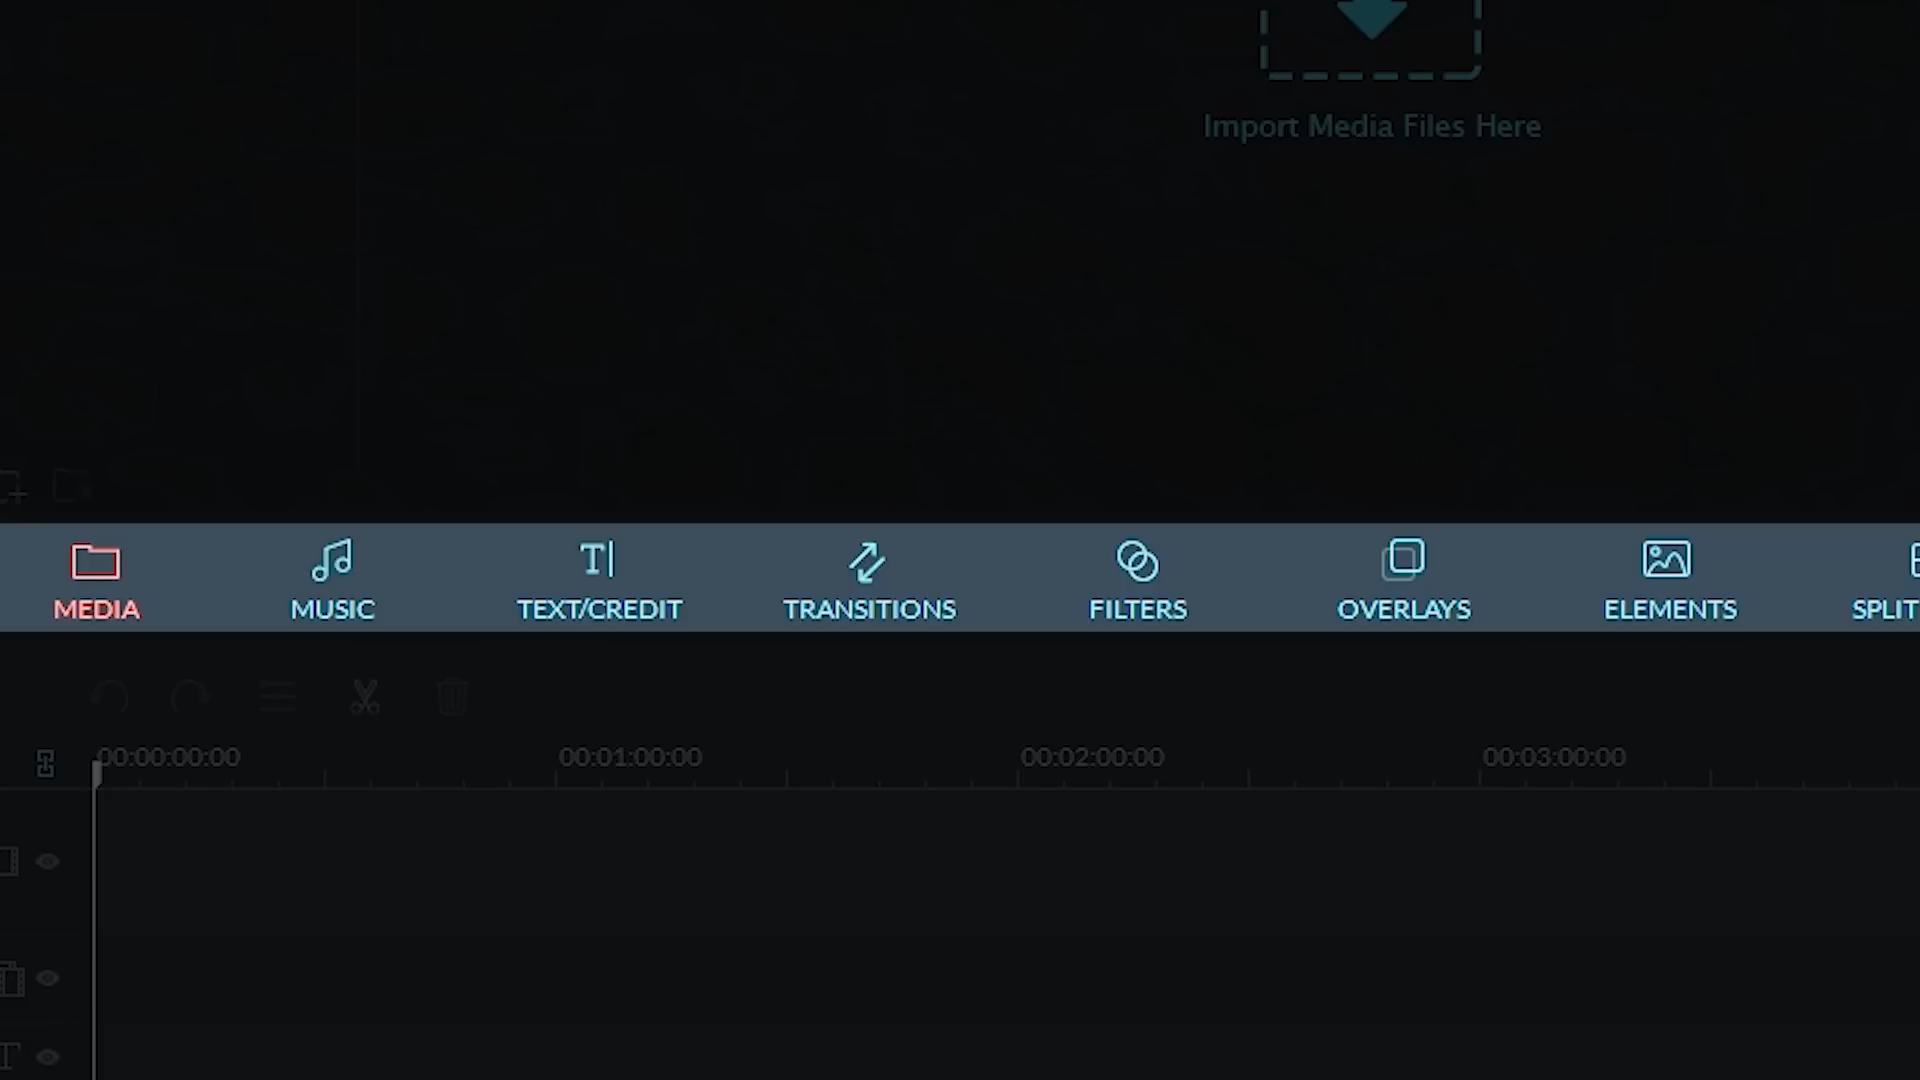 Import Media Files Here
MEDIA MUSIC TEXT/CREDIT TRANSITIONS FILTERS OVERLAYS ELEMENTS SPLIT
00:00:00:00 00:01:00:00 00:02:00:00 00:03:00:00